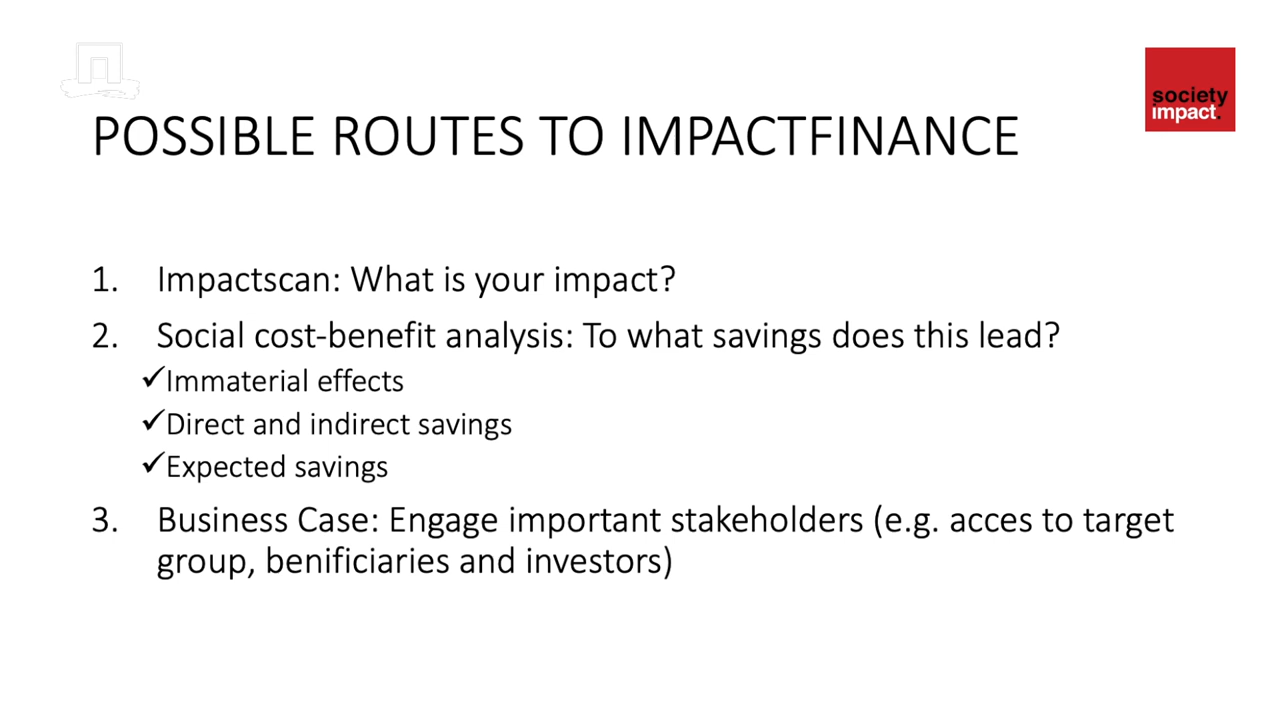 society
impact.
POSSIBLE ROUTES TO IMPACTFINANCE
1. Impactscan: What is your impact?
2. Social cost-benefit analysis: To what savings does this lead?
✓Immaterial effects
✓Direct and indirect savings
✓Expected savings
3. Business Case: Engage important stakeholders (e.g. acces to target
group, benificiaries and investors)